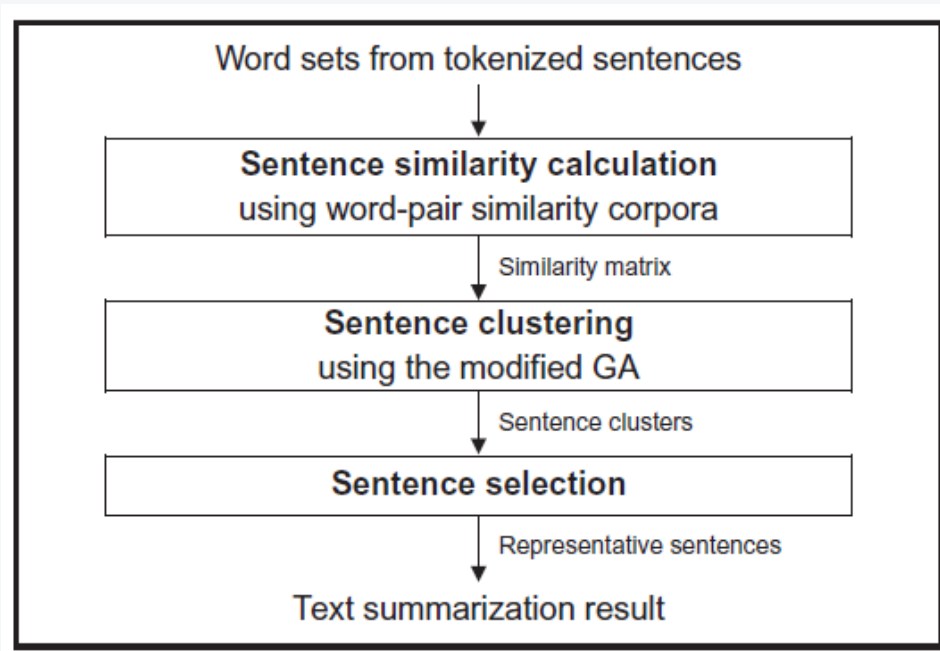 Word sets from tokenized sentences
Sentence similarity calculation
using word-pair similarity corpora
Similarity matrix
Sentence clustering
using the modified GA
Sentence clusters
Sentence selection
Representative sentences
Text summarization result